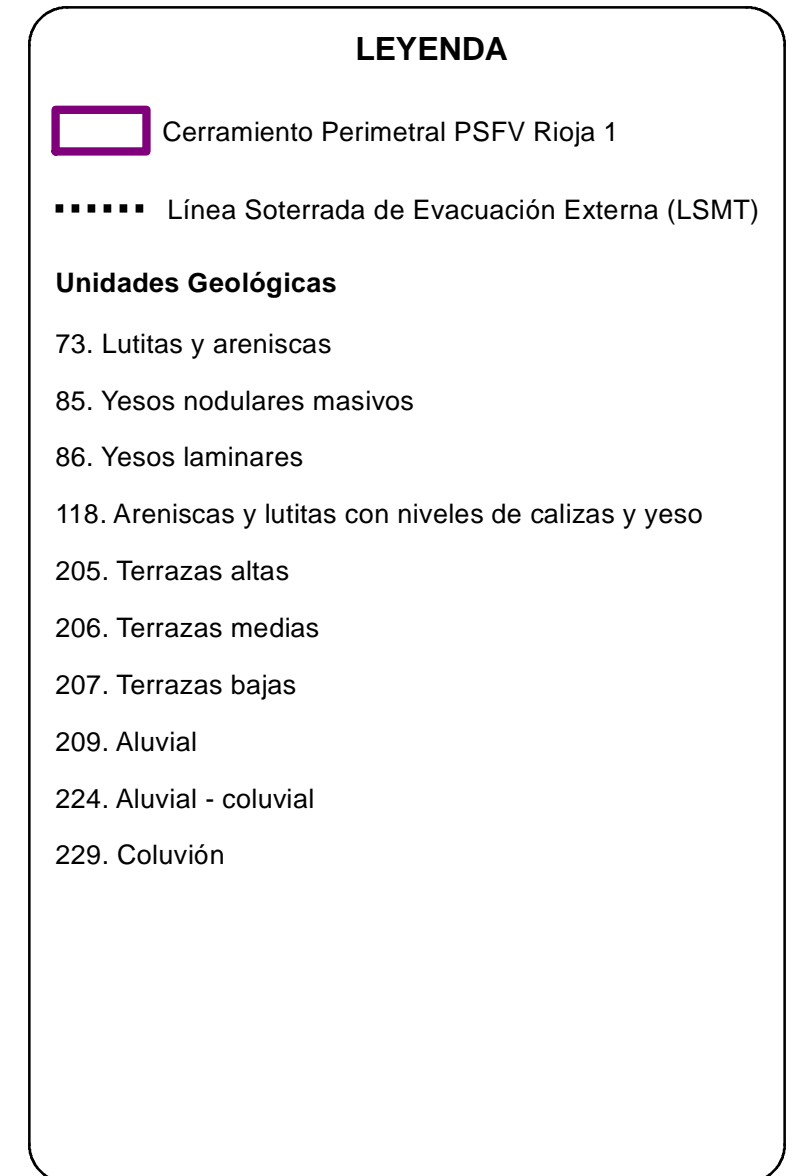 LEYENDA
Cerramiento Perimetral PSFV Rioja 1
Línea Soterrada de Evacuación Externa (LSMT)
Unidades Geológicas
73. Lutitas y areniscas
85. Yesos nodulares masivos
86. Yesos laminares
118. Areniscas y lutitas con niveles de calizas y yeso
205. Terrazas altas
206. Terrazas medias
207. Terrazas bajas
209. Aluvial
224. Aluvial - coluvial
229. Coluvión